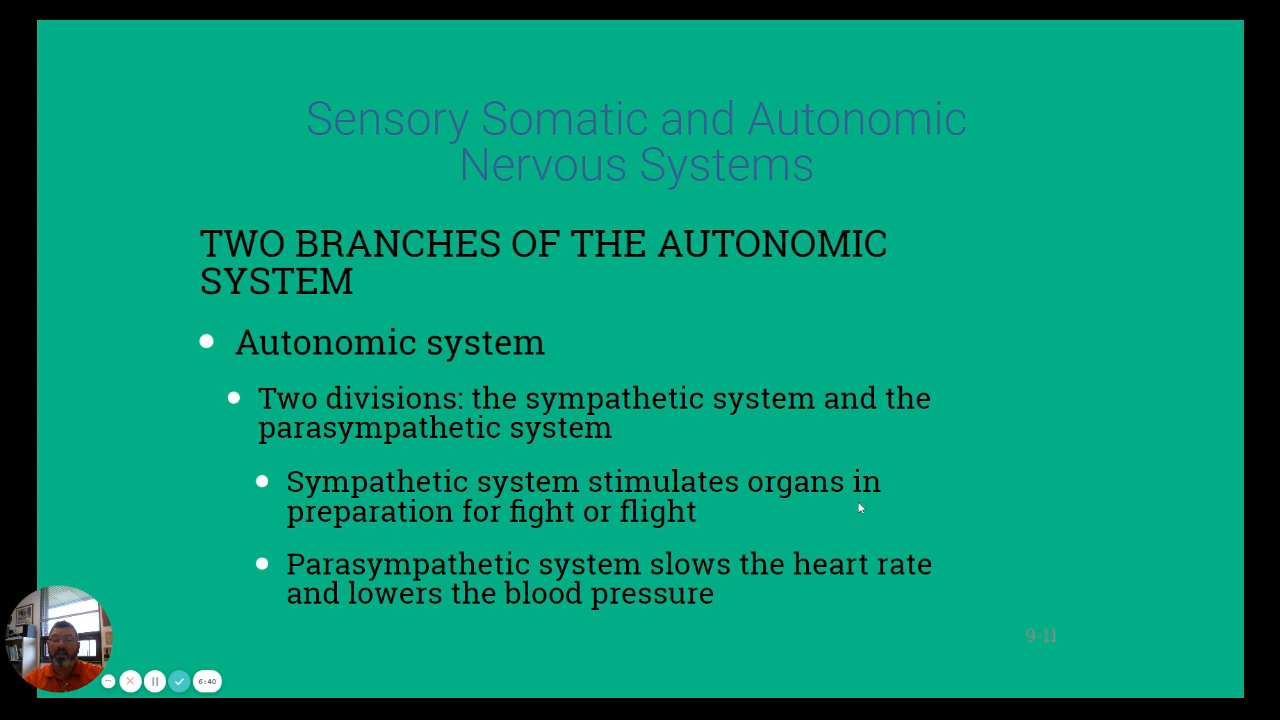 Sensory Somatic and Autonomic
Nervous Systems
TWO BRANCHES OF THE AUTONOMIC
SYSTEM
Autonomic system
Two divisions: the sympathetic system and the
parasympathetic system
Sympathetic system stimulates organs in
preparation for fight or flight
Parasympathetic system slows the heart rate
and lowers the blood pressure
9-11
6:40